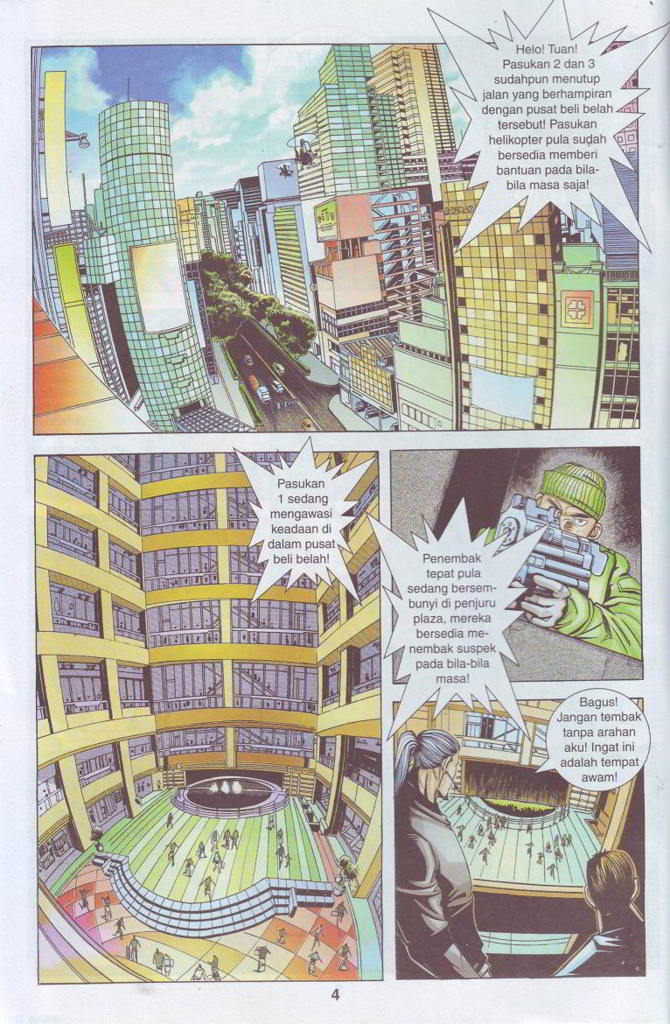 Helo! Tuan!
Pasukan 2 dan 3
sudahpun menutup
jalan yang berhampiran
dengan pusat beli belah
tersebut! Pasukan
helikopter pula sudah
bersedia memberi
bantuan pada bila-
bila masa saja!
Pasukan
1 sedang
mengawasi
keadaan di
dalam pusat
beli belah!
Penembak
tepat pula
sedang bersem-
bunyi di penjuru
plaza, mereka
bersedia me-
nembak suspek
pada bila-bila
masa!
Bagus!
Jangan tembak
tanpa arahan
aku! Ingat ini
adalah tempat
awam!
4